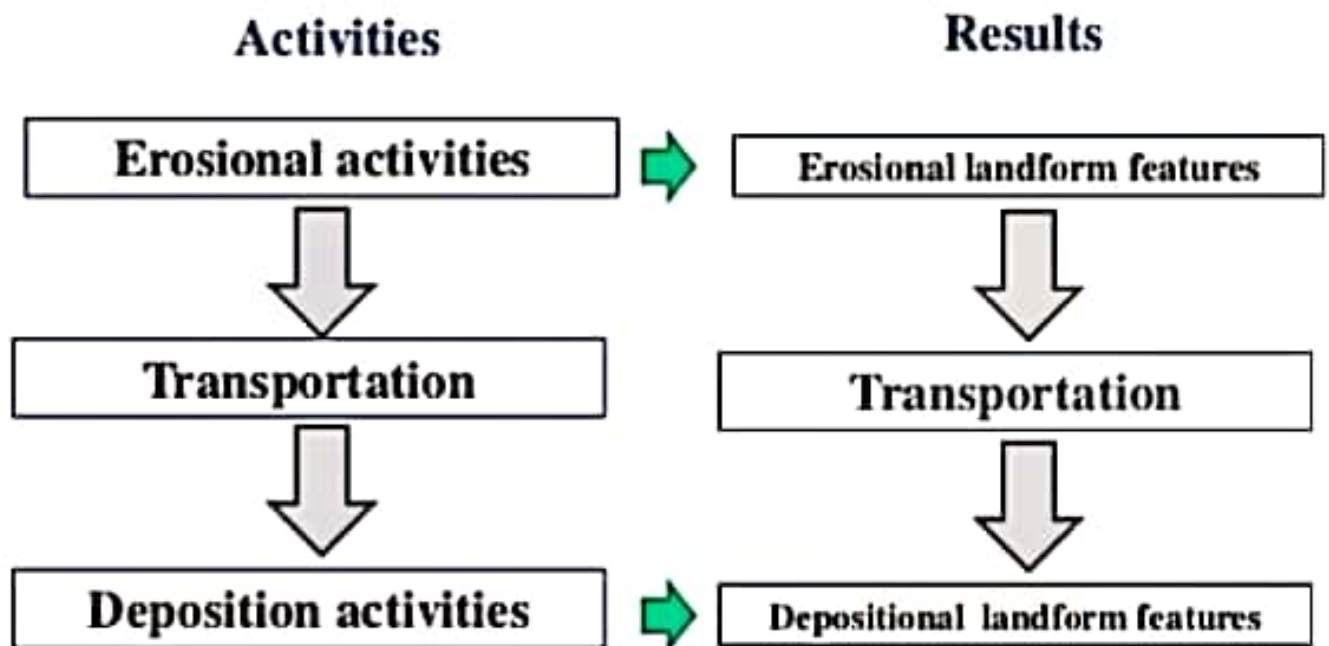 Activities
Results
Erosional activities
Erosional landform features
Transportation
Transportation
Deposition activities
Depositional landform features